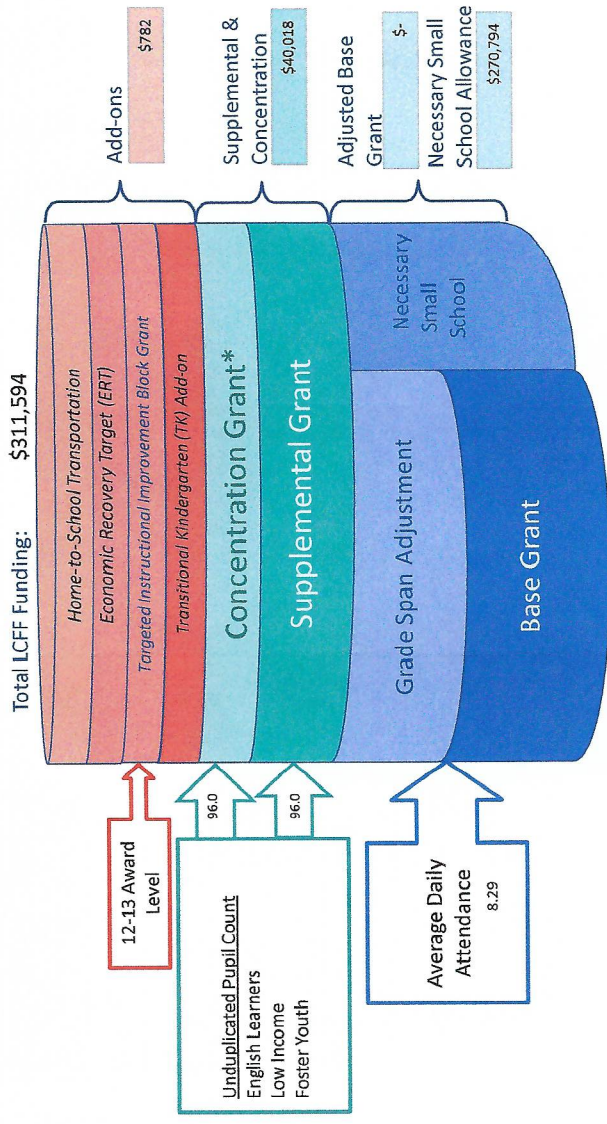 Total LCFF Funding: $311,594
12-13 Award
Level
Unduplicated Pupil Count
English Learners
Low Income
Foster Youth
96.0
96.0
Average Daily
Attendance
8.29
Home-to-School Transportation
Economic Recovery Target (ERT)
Targeted Instructional Improvement Block Grant
Transitional Kindergarten (TK) Add-on
Concentration Grant*
Supplemental Grant
Grade Span Adjustment
Base Grant
Necessary
Small
School
Add-ons
$782
Supplemental &
Concentration
$40,018
Adjusted Base
Grant
$-
Necessary Small
School Allowance
$270,794